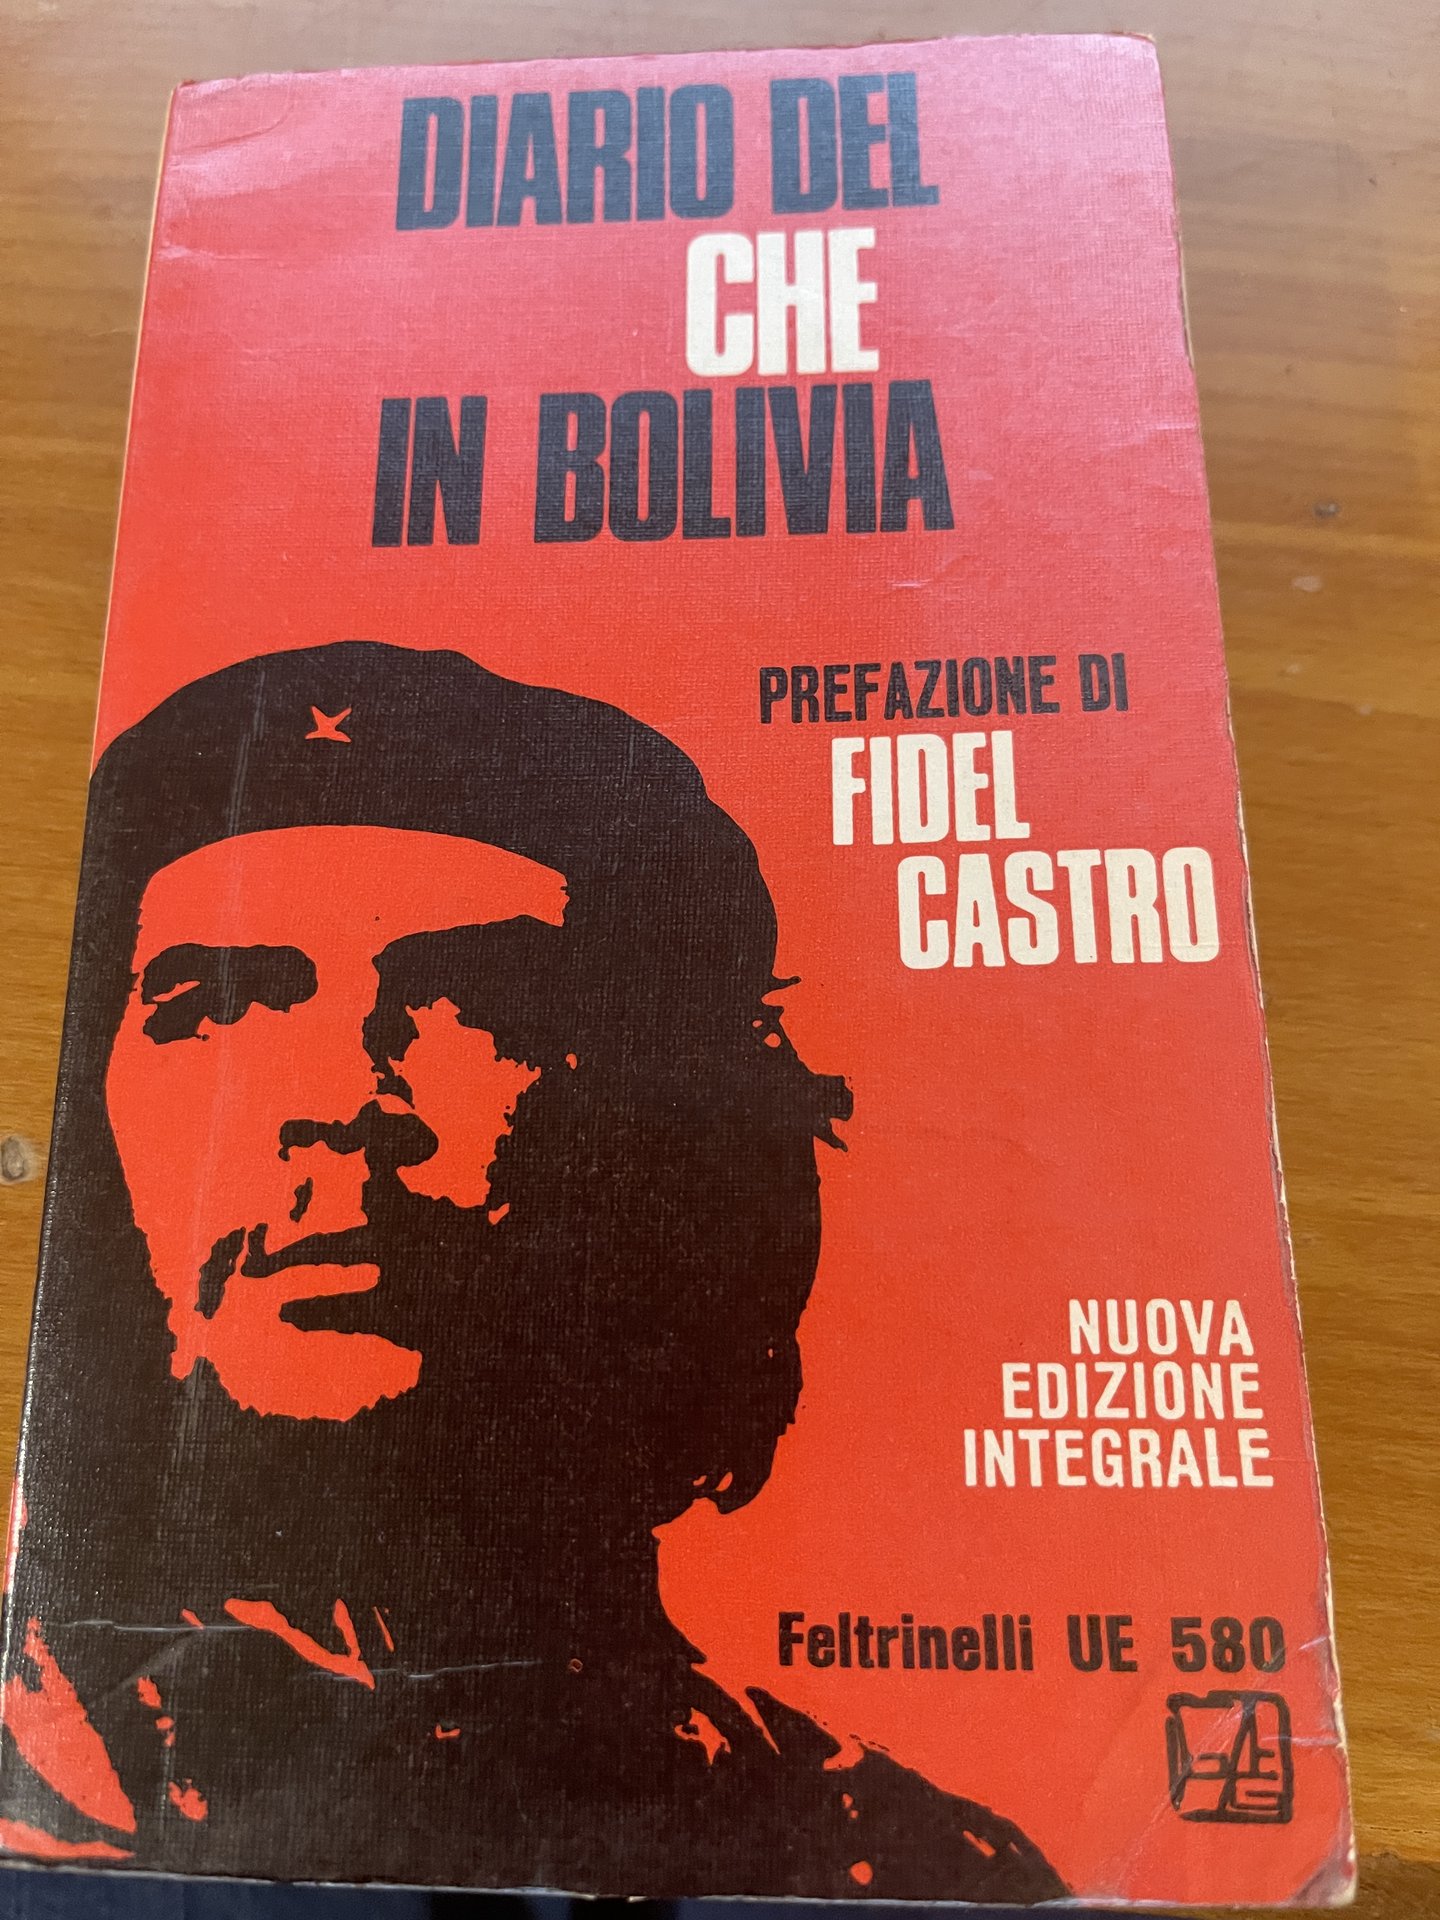 DIARIO DEL
CHE
IN BOLIVIA
PREFAZIONE DI
FIDEL
CASTRO
NUOVA
EDIZIONE
INTEGRALE
Feltrinelli UE 580